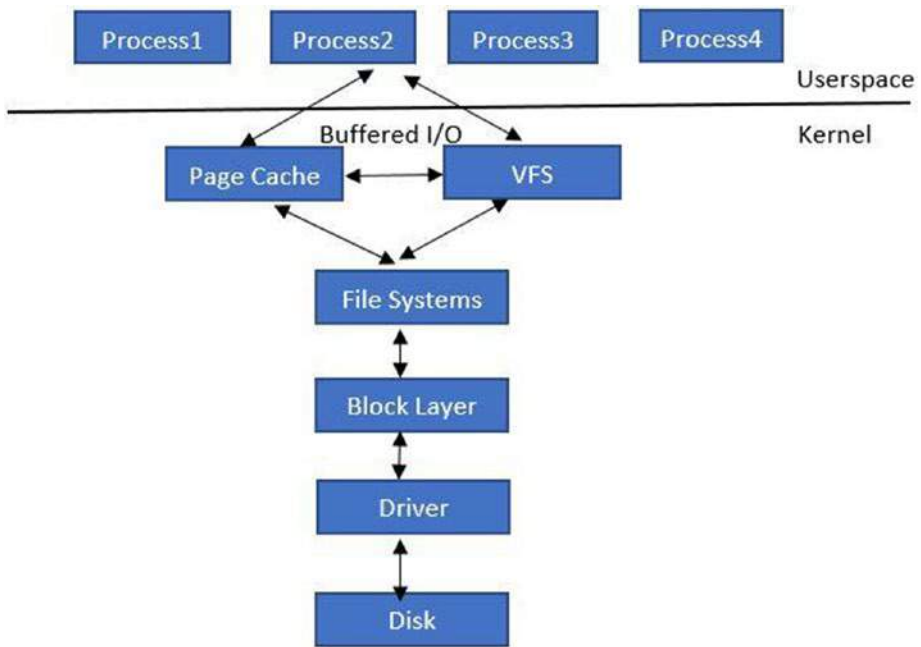 Process1
Process2
Process3
Process4
Userspace
Buffered I/O
Kernel
Page Cache
VFS
File Systems
Block Layer
Driver
Disk